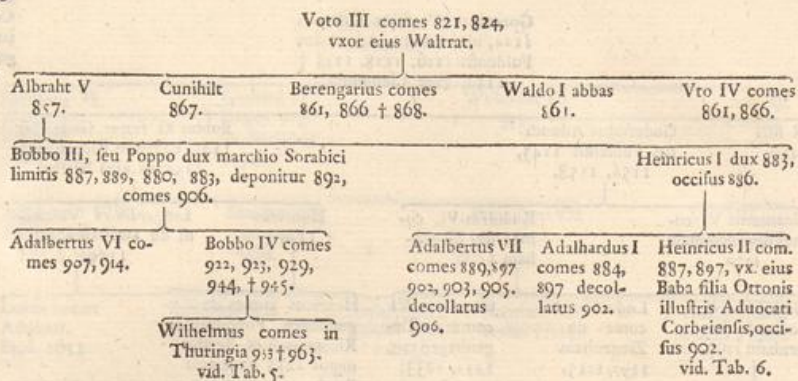 Voto III comes 821, 824,
vxor eius Waltrat.
Albraht V
857.
Cunihilt
867.
Berengarius comes
861, 866 † 868.
Waldo I abbas
861.
Vto IV comes
861, 866.
Bobbo III, seu Poppo dux marchio Sorabici
limitis 887, 889, 880, 883, deponitur 892,
comes 906.
Heinricus I dux 883,
occisus 886.
Adalbertus VI co-
mes 907, 914.
Bobbo IV comes
922, 923, 929,
944, † 945.
Adalbertus VII
comes 889, 897
902, 903, 905.
decollatus
906.
Adalhardus I
comes 884,
897 decol-
latus 902.
Heinricus II com.
887, 897, vx. eius
Baba filia Ottonis
illustris Advocati
Corbeiensis, occi-
sus 902.
vid. Tab. 6.
Wilhelmus comes in
Thuringia 953 † 963.
vid. Tab. 5.